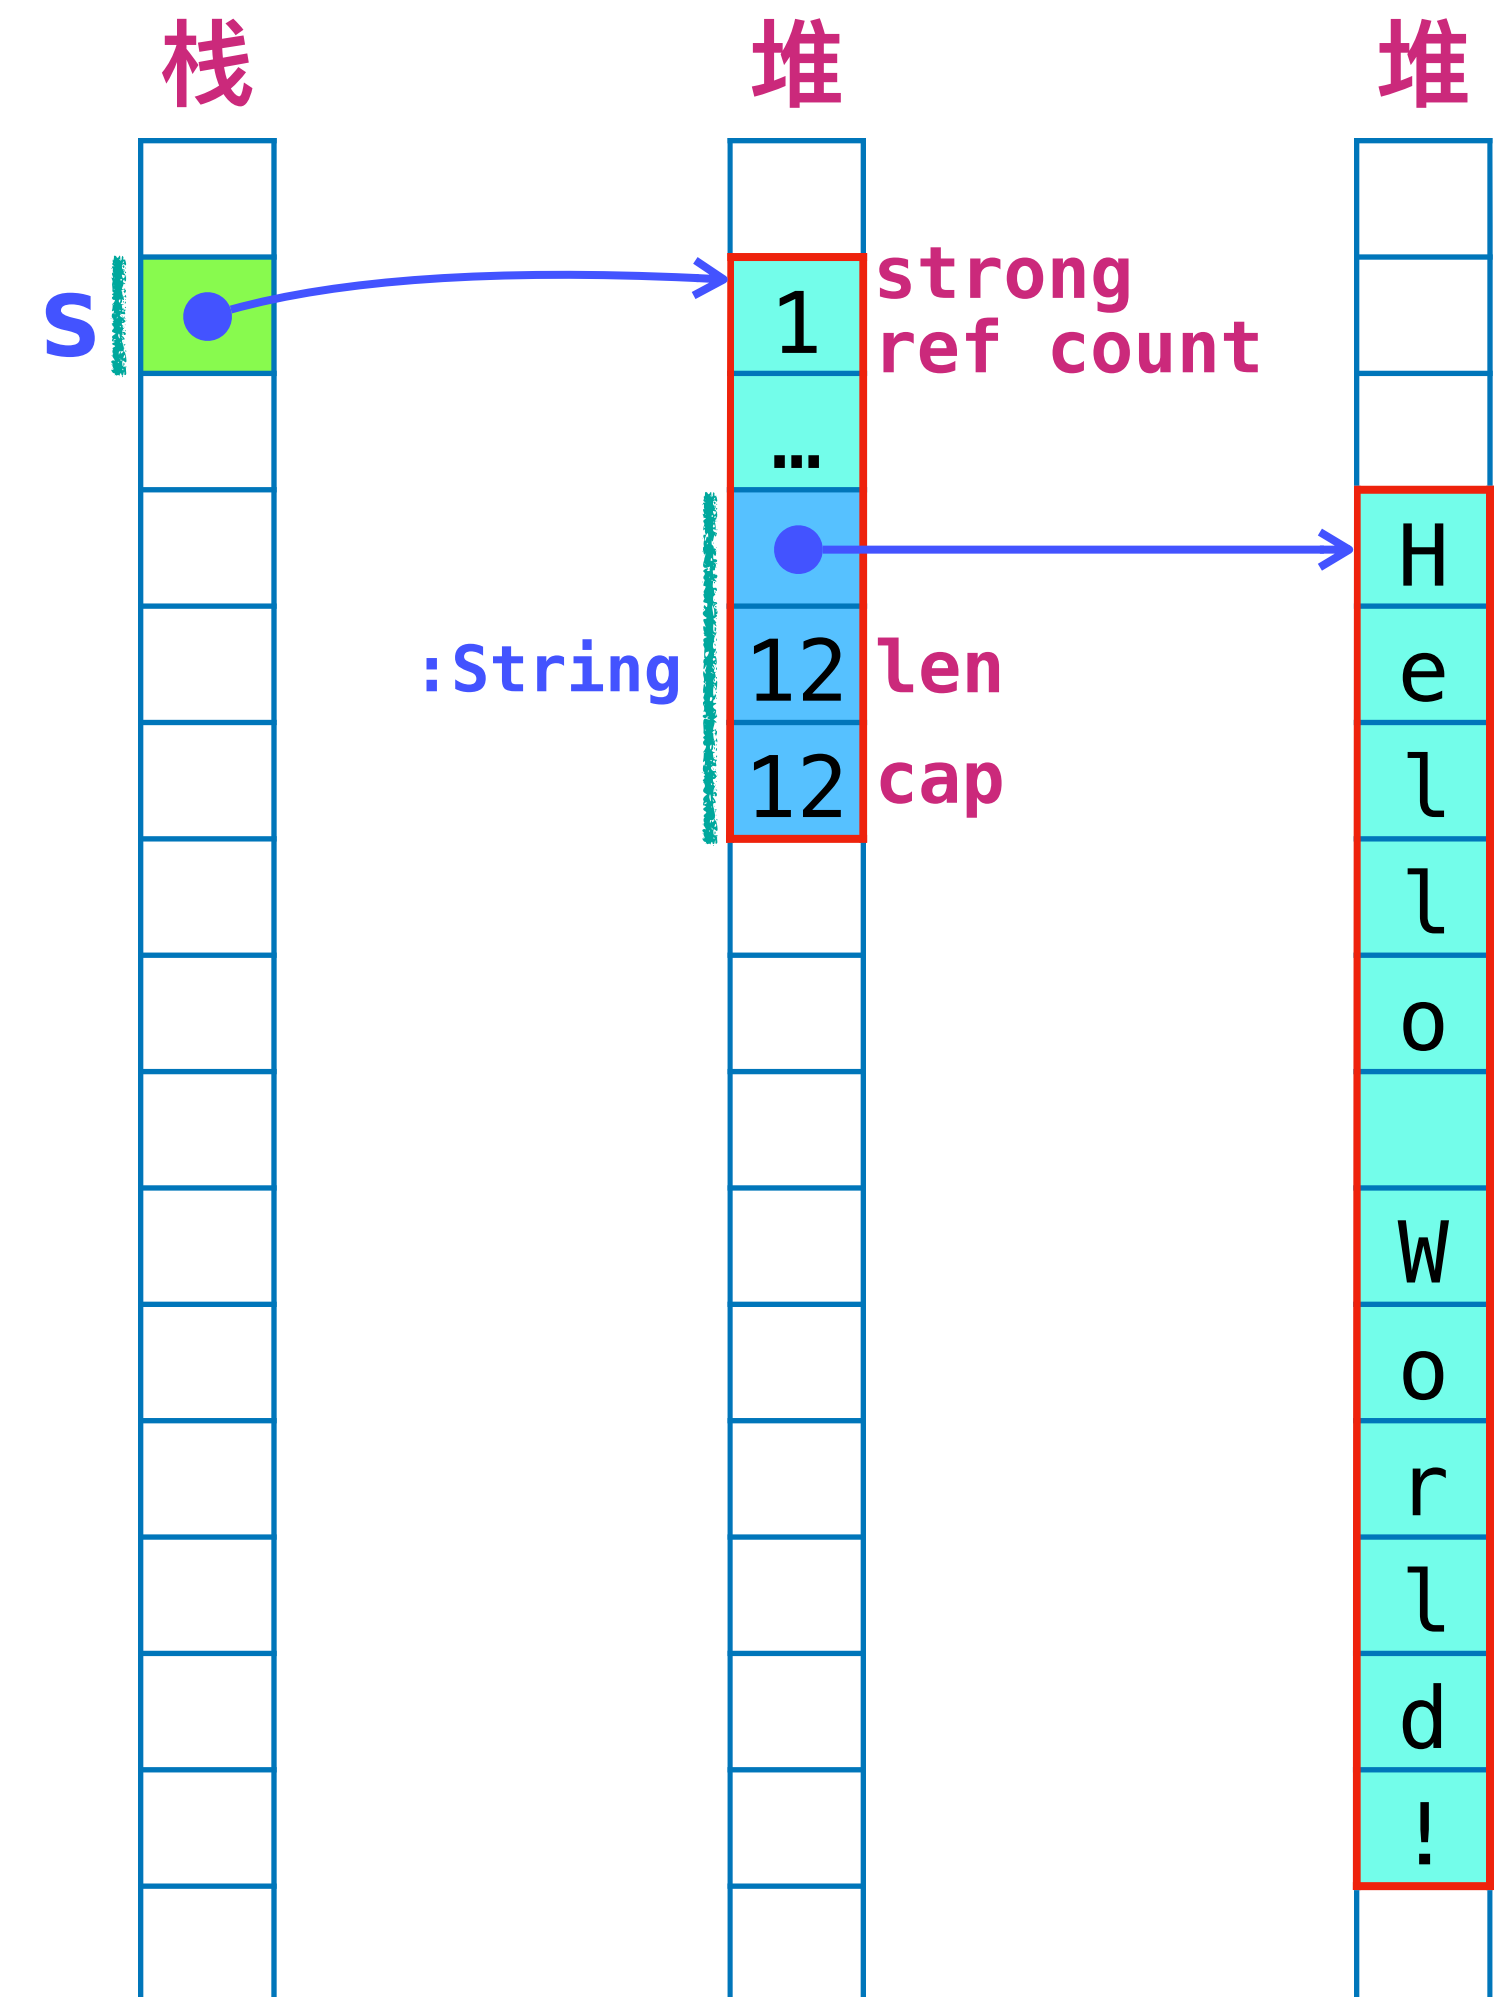 栈
堆
堆
s
1
strong
ref count
…
:String
12
len
12
cap
H
e
l
l
o
W
o
r
l
d
!